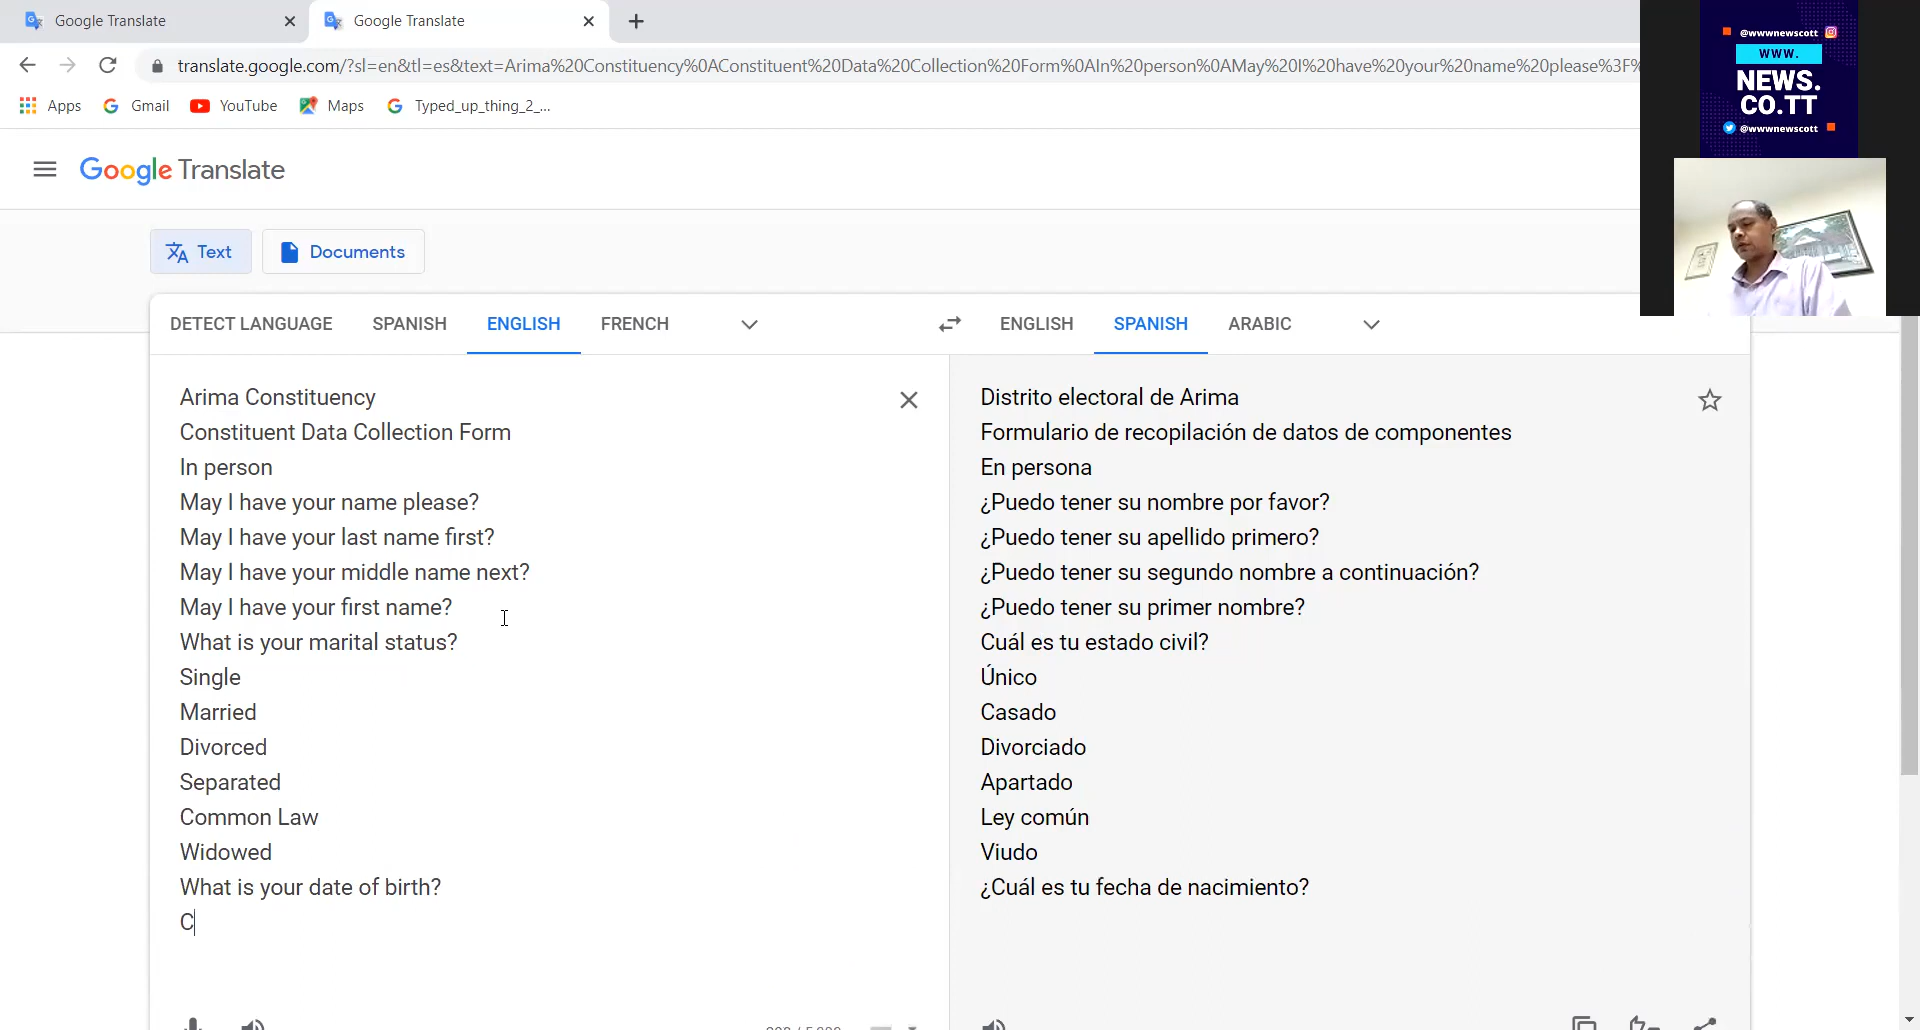 Google Translate
Google Translate
translate.google.com/?sl=en&tl=es&text=Arima%20Constituency%0AConstituent%20Data%20Collection%20Form%0AIn%20person%0AMay%20I%20have%20your%20name%20please%3F%
Apps
Gmail
YouTube
Maps
Typed_up_thing_2_...
@wwwnewscott
WWW.
NEWS.
CO.TT
@wwwnewscott
Google Translate
Text
Documents
DETECT LANGUAGE
SPANISH
ENGLISH
FRENCH
ENGLISH
SPANISH
ARABIC
Arima Constituency
Constituent Data Collection Form
In person
May I have your name please?
May I have your last name first?
May I have your middle name next?
May I have your first name?
What is your marital status?
Single
Married
Divorced
Separated
Common Law
Widowed
What is your date of birth?
C
Distrito electoral de Arima
Formulario de recopilación de datos de componentes
En persona
¿Puedo tener su nombre por favor?
¿Puedo tener su apellido primero?
¿Puedo tener su segundo nombre a continuación?
¿Puedo tener su primer nombre?
Cuál es tu estado civil?
Único
Casado
Divorciado
Apartado
Ley común
Viudo
¿Cuál es tu fecha de nacimiento?